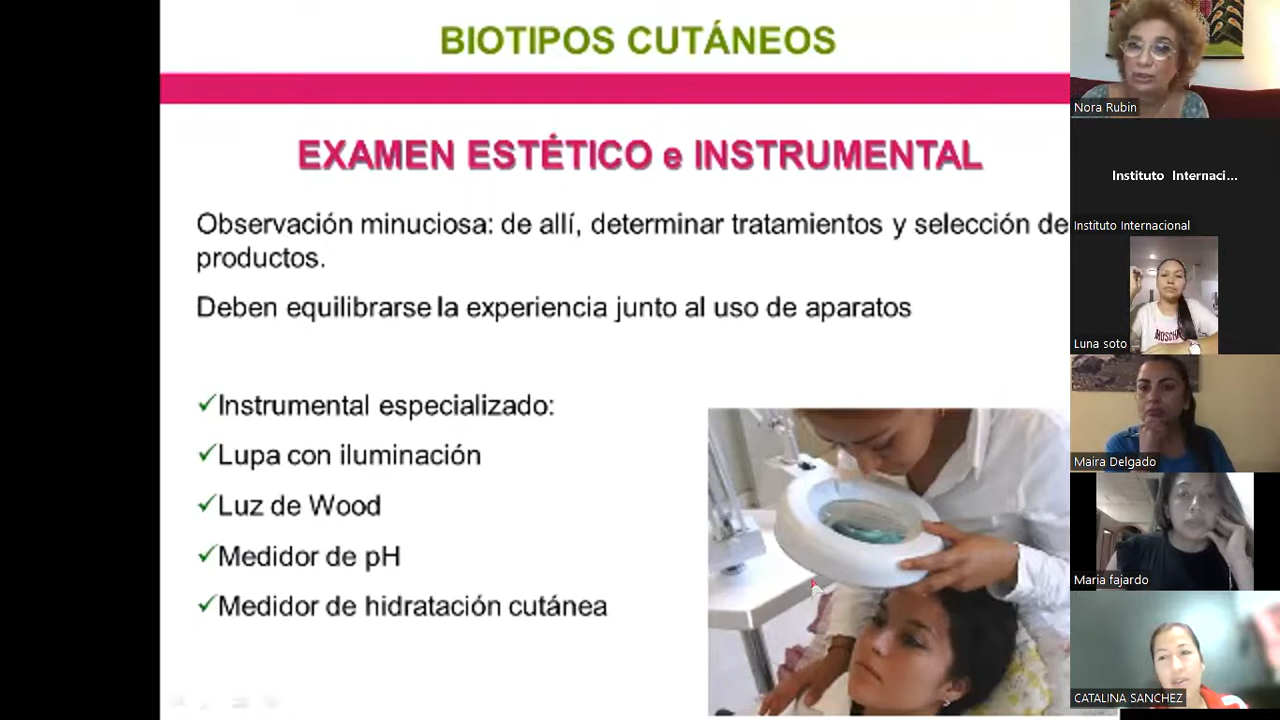 BIOTIPOS CUTÁNEOS
EXAMEN ESTÉTICO e INSTRUMENTAL
Observación minuciosa: de allí, determinar tratamientos y selección de
productos.
Deben equilibrarse la experiencia junto al uso de aparatos
✓Instrumental especializado:
✓Lupa con iluminación
✓Luz de Wood
✓Medidor de pH
✓Medidor de hidratación cutánea
Nora Rubin
Instituto Internaci...
Instituto Internacional
Luna soto
Maira Delgado
Maria fajardo
CATALINA SANCHEZ